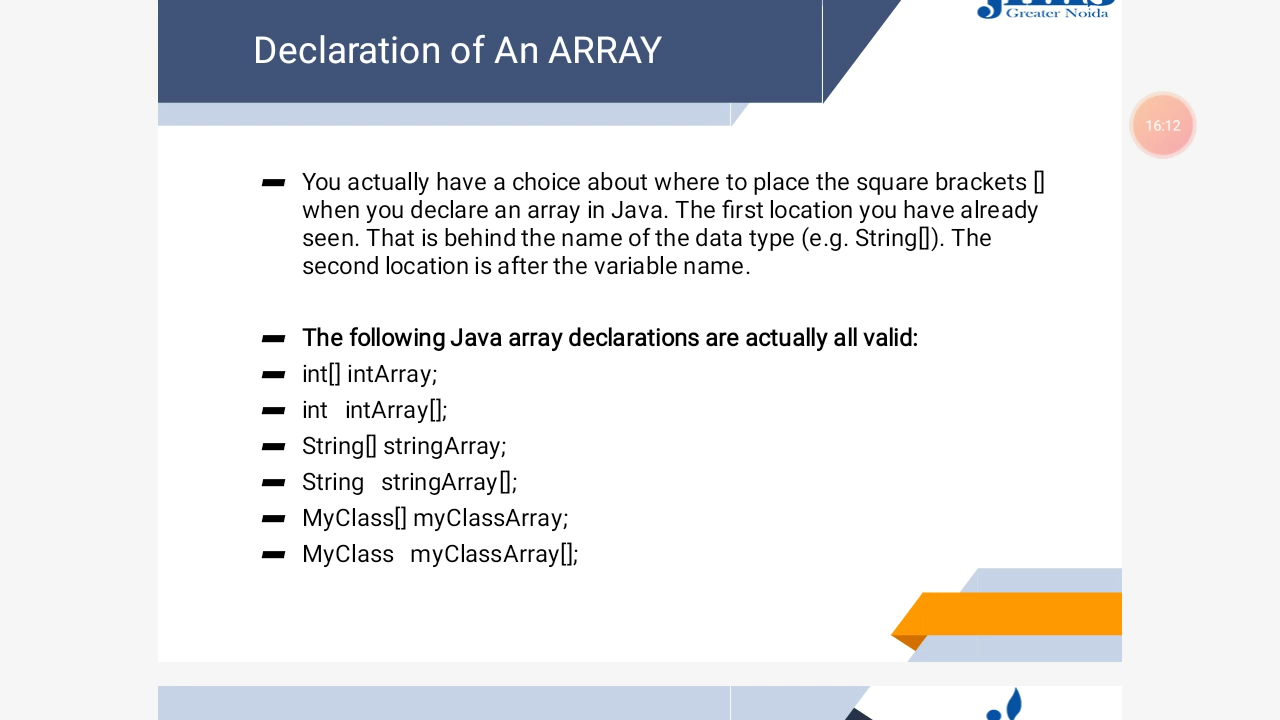 Greater Noida
Declaration of An ARRAY
16:12
You actually have a choice about where to place the square brackets []
when you declare an array in Java. The first location you have already
seen. That is behind the name of the data type (e.g. String[]). The
second location is after the variable name.
The following Java array declarations are actually all valid:
int[] intArray;
int intArray[];
String[] stringArray;
String stringArray[];
MyClass[] myClassArray;
MyClass myClassArray[];